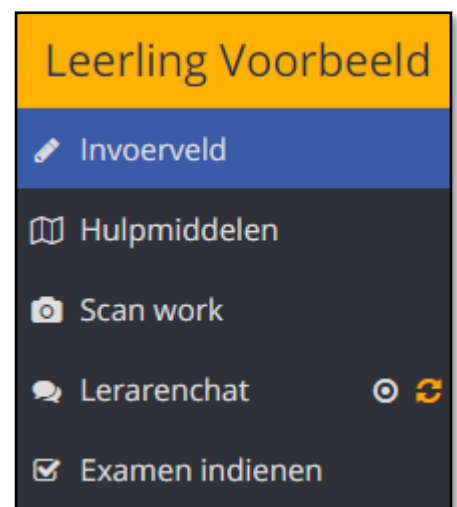 Leerling Voorbeeld
Invoerveld
Hulpmiddelen
Scan work
Lerarenchat
Examen indienen